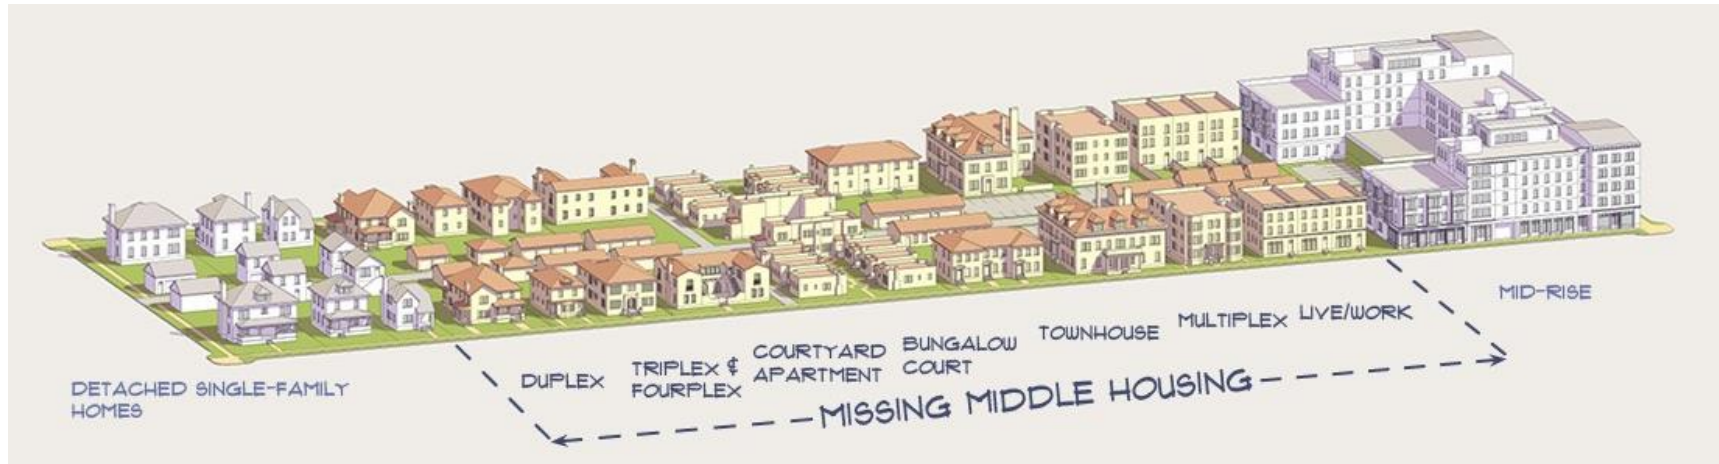 DETACHED SINGLE-FAMILY
HOMES
DUPLEX
TRIPLEX &
FOURPLEX
COURTYARD
APARTMENT
BUNGALOW
COURT
TOWNHOUSE
MULTIPLEX
LIVE/WORK
MID-RISE
MISSING MIDDLE HOUSING